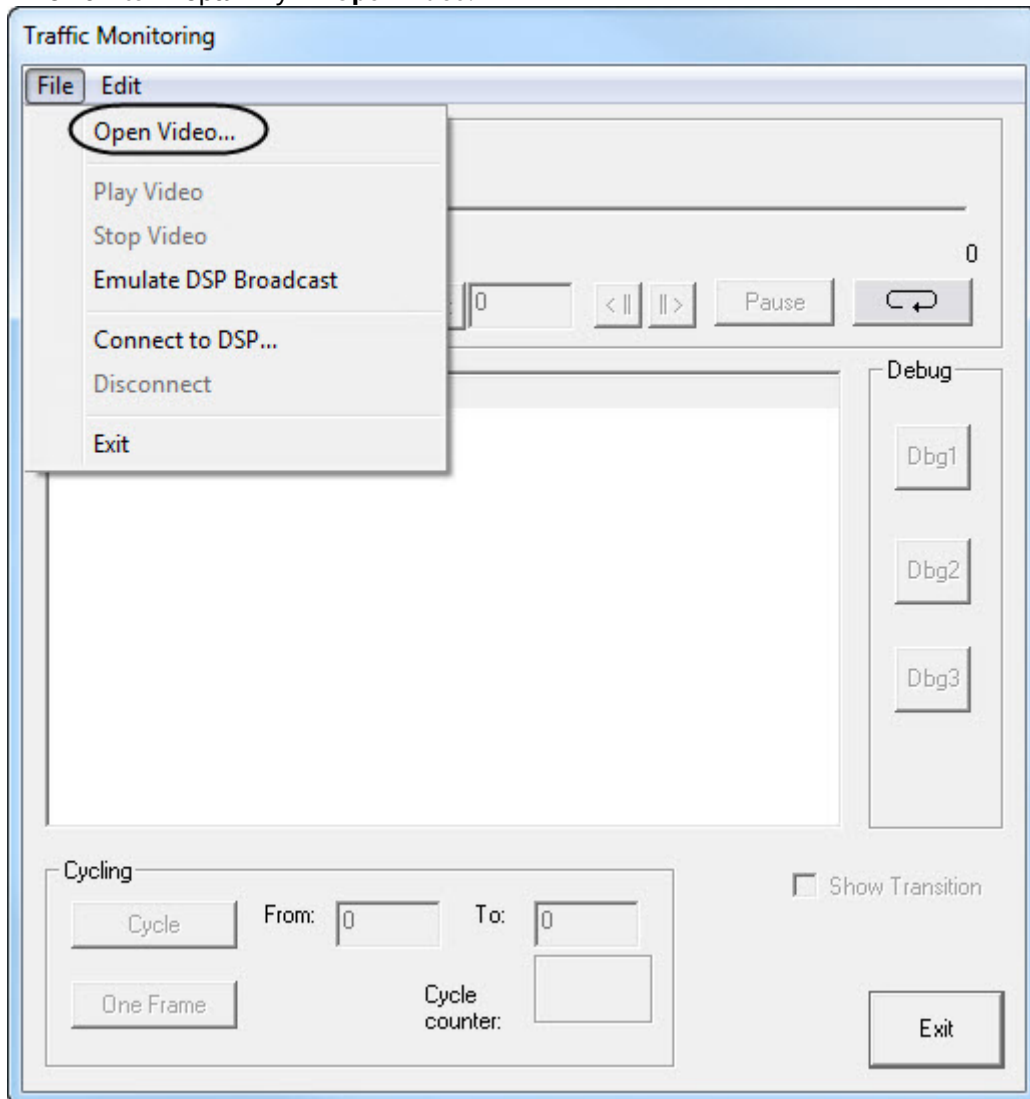 Traffic Monitoring
File Edit
Open Video...
Play Video
Stop Video
Emulate DSP Broadcast
Connect to DSP...
Disconnect
Exit
0
0 <|| ||> Pause
Debug
Dbg1
Dbg2
Dbg3
Cycling
Show Transition
Cycle From: 0 To: 0
One Frame
Cycle
counter:
Exit